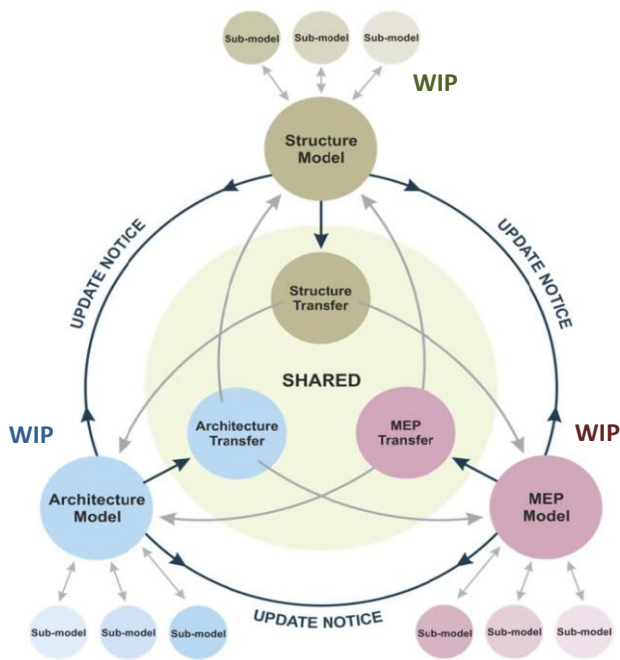 Sub-model
Sub-model
Sub-model
WIP
Structure
Model
UPDATE NOTICE
UPDATE NOTICE
Structure
Transfer
SHARED
WIP
Architecture
Transfer
MEP
Transfer
WIP
Architecture
Model
MEP
Model
UPDATE NOTICE
Sub-model
Sub-model
Sub-model
Sub-model
Sub-model
Sub-model